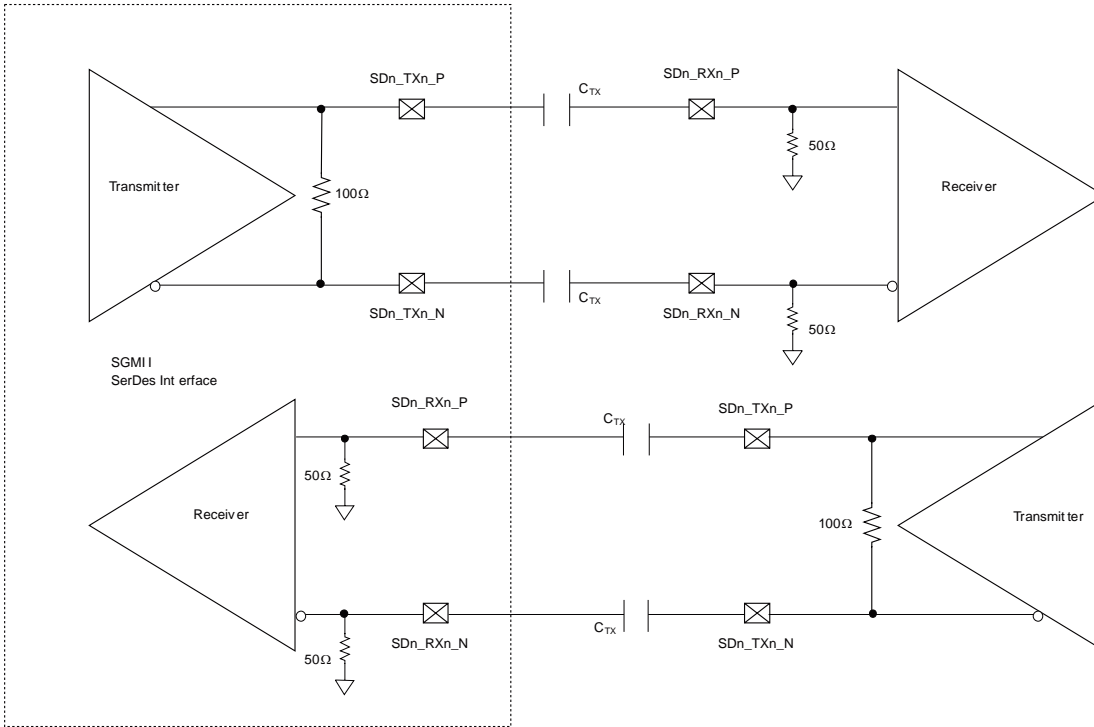 SDn_TXn_P
C_TX
SDn_RXn_P
50Ω
Transmitter
100Ω
Receiver
SDn_TXn_N
C_TX
SDn_RXn_N
50Ω
SGMII
SerDes Interface
SDn_RXn_P
C_TX
SDn_TXn_P
50Ω
Receiver
100Ω
Transmitter
50Ω
SDn_RXn_N
C_TX
SDn_TXn_N